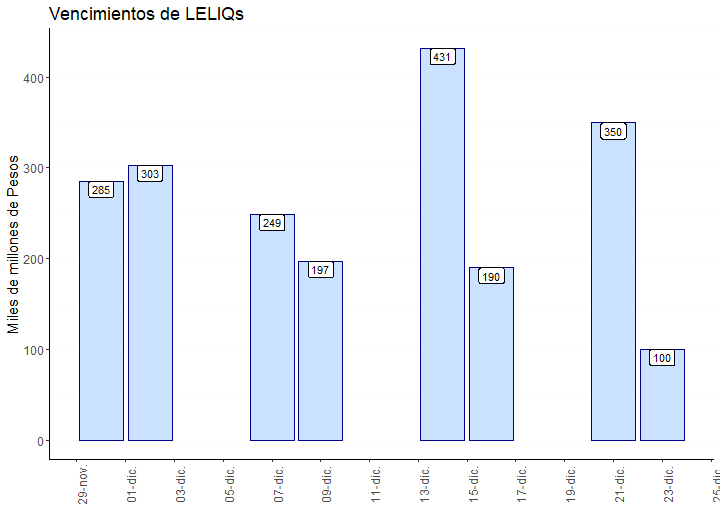 Vencimientos de LELIQs
Miles de millones de Pesos
400
300
200
100
0
285
303
249
197
431
190
350
100
29-nov.
01-dic.
03-dic.
05-dic.
07-dic.
09-dic.
11-dic.
13-dic.
15-dic.
17-dic.
19-dic.
21-dic.
23-dic.
25-dic.